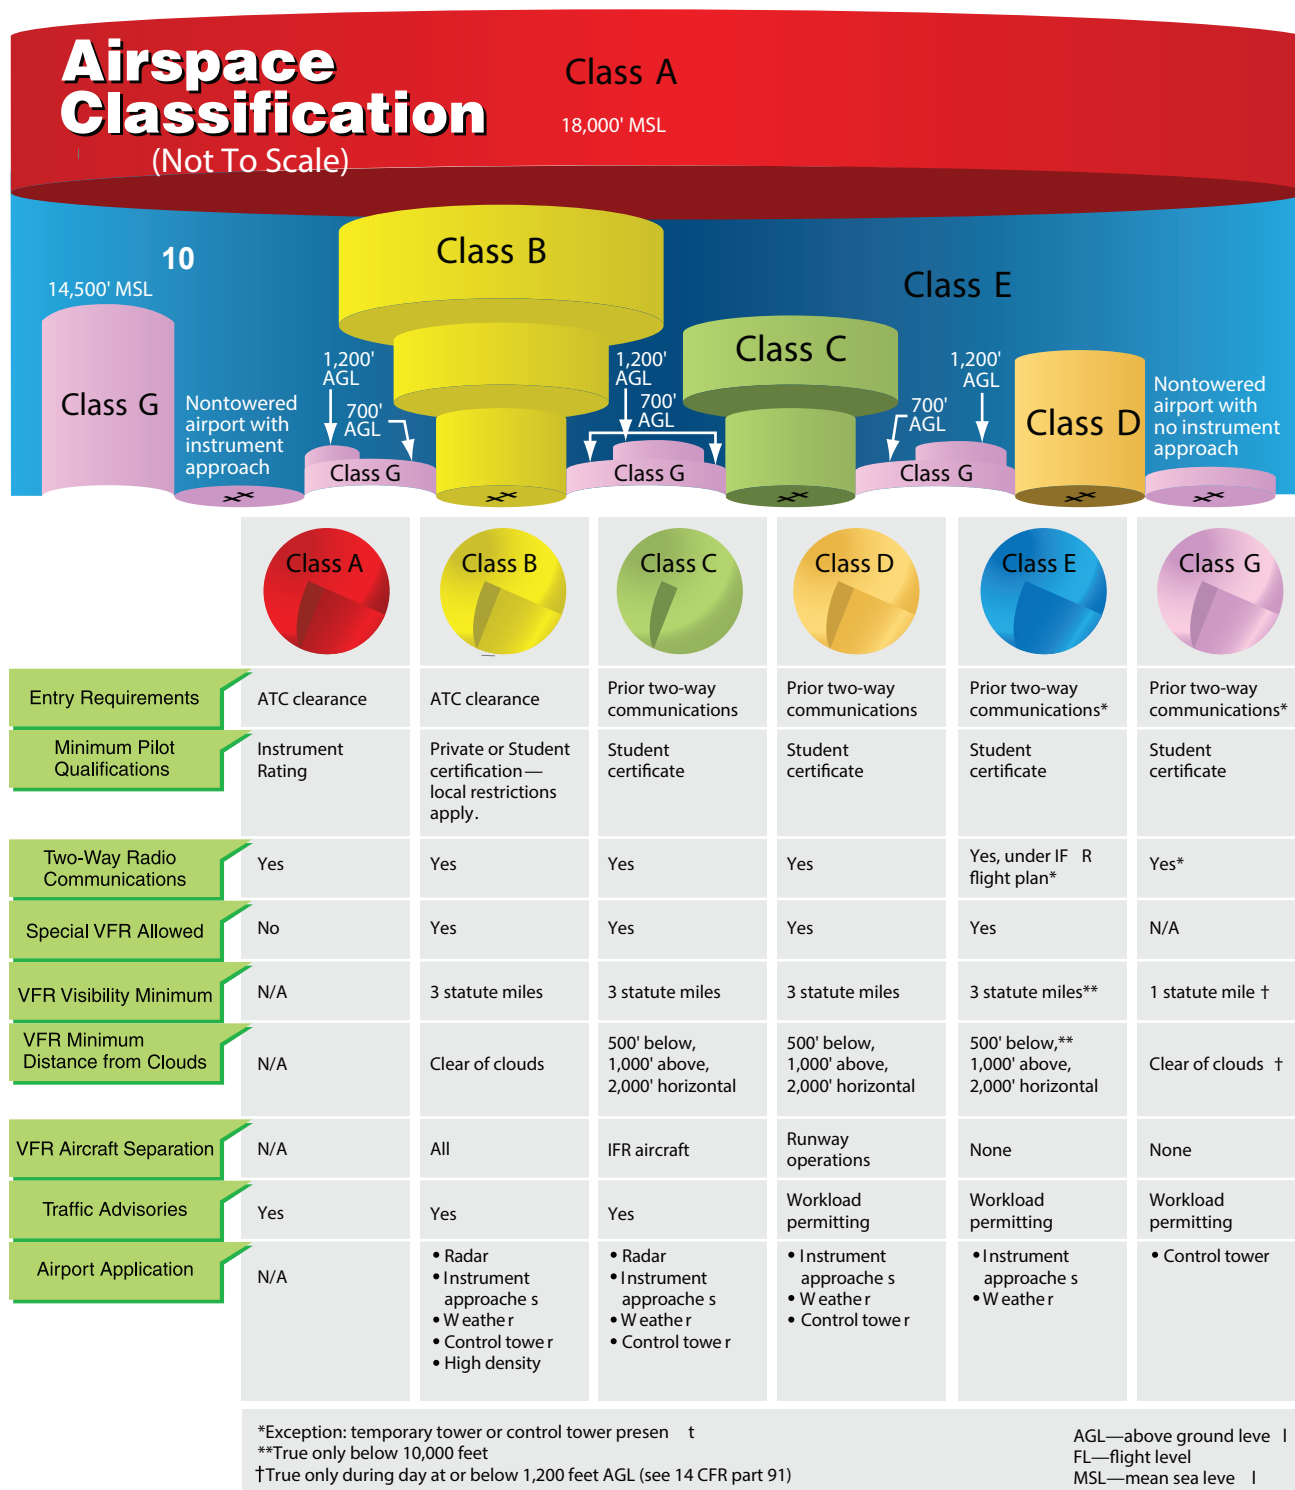 Airspace
Classification
(Not To Scale)
Class A
18,000' MSL
10
14,500' MSL
Class B
Class E
Class C
Class G
Class D
1,200'
AGL
700'
AGL
1,200'
AGL
700'
AGL
1,200'
AGL
700'
AGL
Nontowered
airport with
instrument
approach
Class G
Class G
Class G
Nontowered
airport with
no instrument
approach
Class A
Class B
Class C
Class D
Class E
Class G
Entry Requirements
ATC clearance
ATC clearance
Prior two-way
communications
Prior two-way
communications
Prior two-way
communications*
Prior two-way
communications*
Minimum Pilot
Qualifications
Instrument
Rating
Private or Student
certification—
local restrictions
apply.
Student
certificate
Student
certificate
Student
certificate
Student
certificate
Two-Way Radio
Communications
Yes
Yes
Yes
Yes
Yes, under IF R
flight plan*
Yes*
Special VFR Allowed
No
Yes
Yes
Yes
Yes
N/A
VFR Visibility Minimum
N/A
3 statute miles
3 statute miles
3 statute miles
3 statute miles**
1 statute mile †
VFR Minimum
Distance from Clouds
N/A
Clear of clouds
500' below,
1,000' above,
2,000' horizontal
500' below,
1,000' above,
2,000' horizontal
500' below,**
1,000' above,
2,000' horizontal
Clear of clouds †
VFR Aircraft Separation
N/A
All
IFR aircraft
Runway
operations
None
None
Traffic Advisories
Yes
Yes
Yes
Workload
permitting
Workload
permitting
Workload
permitting
Airport Application
N/A
• Radar
• Instrument
approache s
• W eathe r
• Control towe r
• High density
• Radar
• Instrument
approache s
• W eathe r
• Control towe r
• Instrument
approache s
• W eathe r
• Control towe r
• Instrument
approache s
• W eathe r
• Control tower
*Exception: temporary tower or control tower presen t
**True only below 10,000 feet
†True only during day at or below 1,200 feet AGL (see 14 CFR part 91)
AGL—above ground leve l
FL—flight level
MSL—mean sea leve l